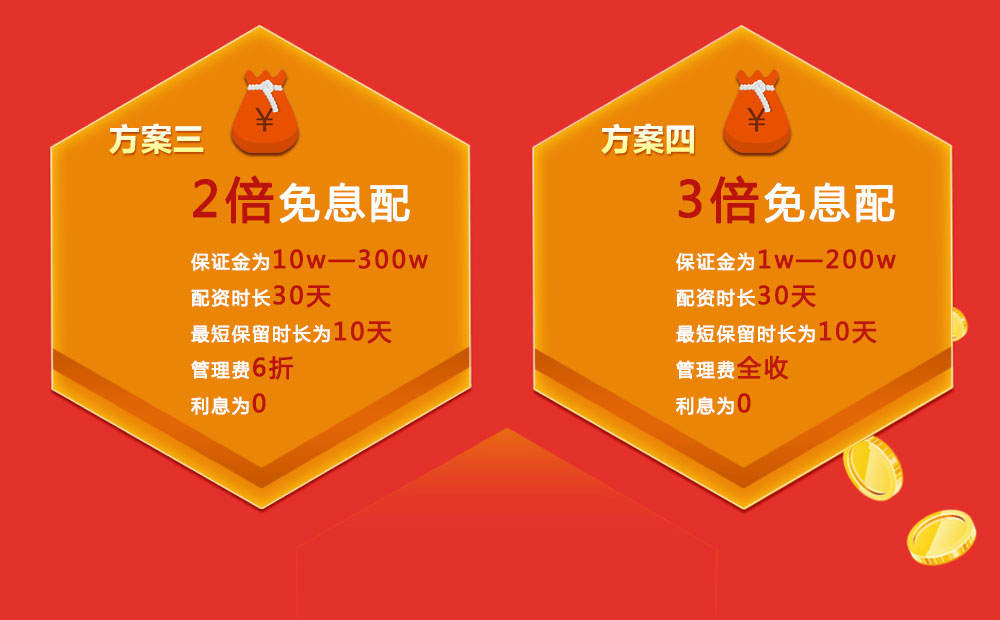 方案三
¥
2倍免息配
保证金为10w—300w
配资时长30天
最短保留时长为10天
管理费6折
利息为0
方案四
¥
3倍免息配
保证金为1w—200w
配资时长30天
最短保留时长为10天
管理费全收
利息为0